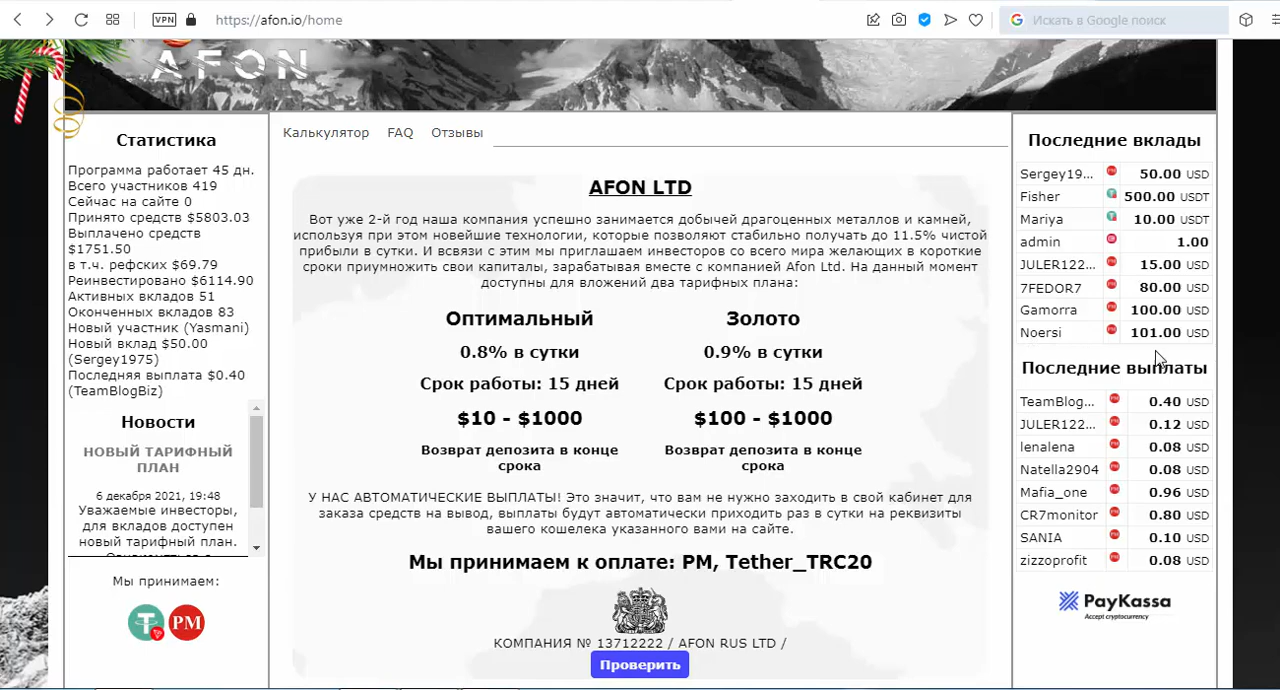 VPN
https://afon.io/home
Искать в Google поиск
AFON
Статистика
Программа работает 45 дн.
Всего участников 419
Сейчас на сайте 0
Принято средств $5803.03
Выплачено средств
$1751.50
в т.ч. рефских $69.79
Реинвестировано $6114.90
Активных вкладов 51
Оконченных вкладов 83
Новый участник (Yasmani)
Новый вклад $50.00
(Sergey1975)
Последняя выплата $0.40
(TeamBlogBiz)
Новости
НОВЫЙ ТАРИФНЫЙ
ПЛАН
6 декабря 2021, 19:48
Уважаемые инвесторы,
для вкладов доступен
новый тарифный план.
Мы принимаем:
T
PM
Калькулятор FAQ Отзывы
AFON LTD
Вот уже 2-й год наша компания успешно занимается добычей драгоценных металлов и камней,
используя при этом новейшие технологии, которые позволяют стабильно получать до 11.5% чистой
прибыли в сутки. И всвязи с этим мы приглашаем инвесторов со всего мира желающих в короткие
сроки приумножить свои капиталы, зарабатывая вместе с компанией Afon Ltd. На данный момент
доступны для вложений два тарифных плана:
Оптимальный
0.8% в сутки
Срок работы: 15 дней
$10 - $1000
Возврат депозита в конце
срока
Золото
0.9% в сутки
Срок работы: 15 дней
$100 - $1000
Возврат депозита в конце
срока
У НАС АВТОМАТИЧЕСКИЕ ВЫПЛАТЫ! Это значит, что вам не нужно заходить в свой кабинет для
заказа средств на вывод, выплаты будут автоматически приходить раз в сутки на реквизиты
вашего кошелека указанного вами на сайте.
Мы принимаем к оплате: PM, Tether_TRC20
КОМПАНИЯ № 13712222 / AFON RUS LTD /
Проверить
Последние вклады
Sergey19... 50.00 USD
Fisher 500.00 USDT
Mariya 10.00 USDT
admin 1.00
JULER122... 15.00 USD
7FEDOR7 80.00 USD
Gamorra 100.00 USD
Noersi 101.00 USD
Последние выплаты
TeamBlog... 0.40 USD
JULER122... 0.12 USD
lenalena 0.08 USD
Natella2904 0.08 USD
Mafia_one 0.96 USD
CR7monitor 0.80 USD
SANIA 0.10 USD
zizzoprofit 0.08 USD
PayKassa
Accept cryptocurrency